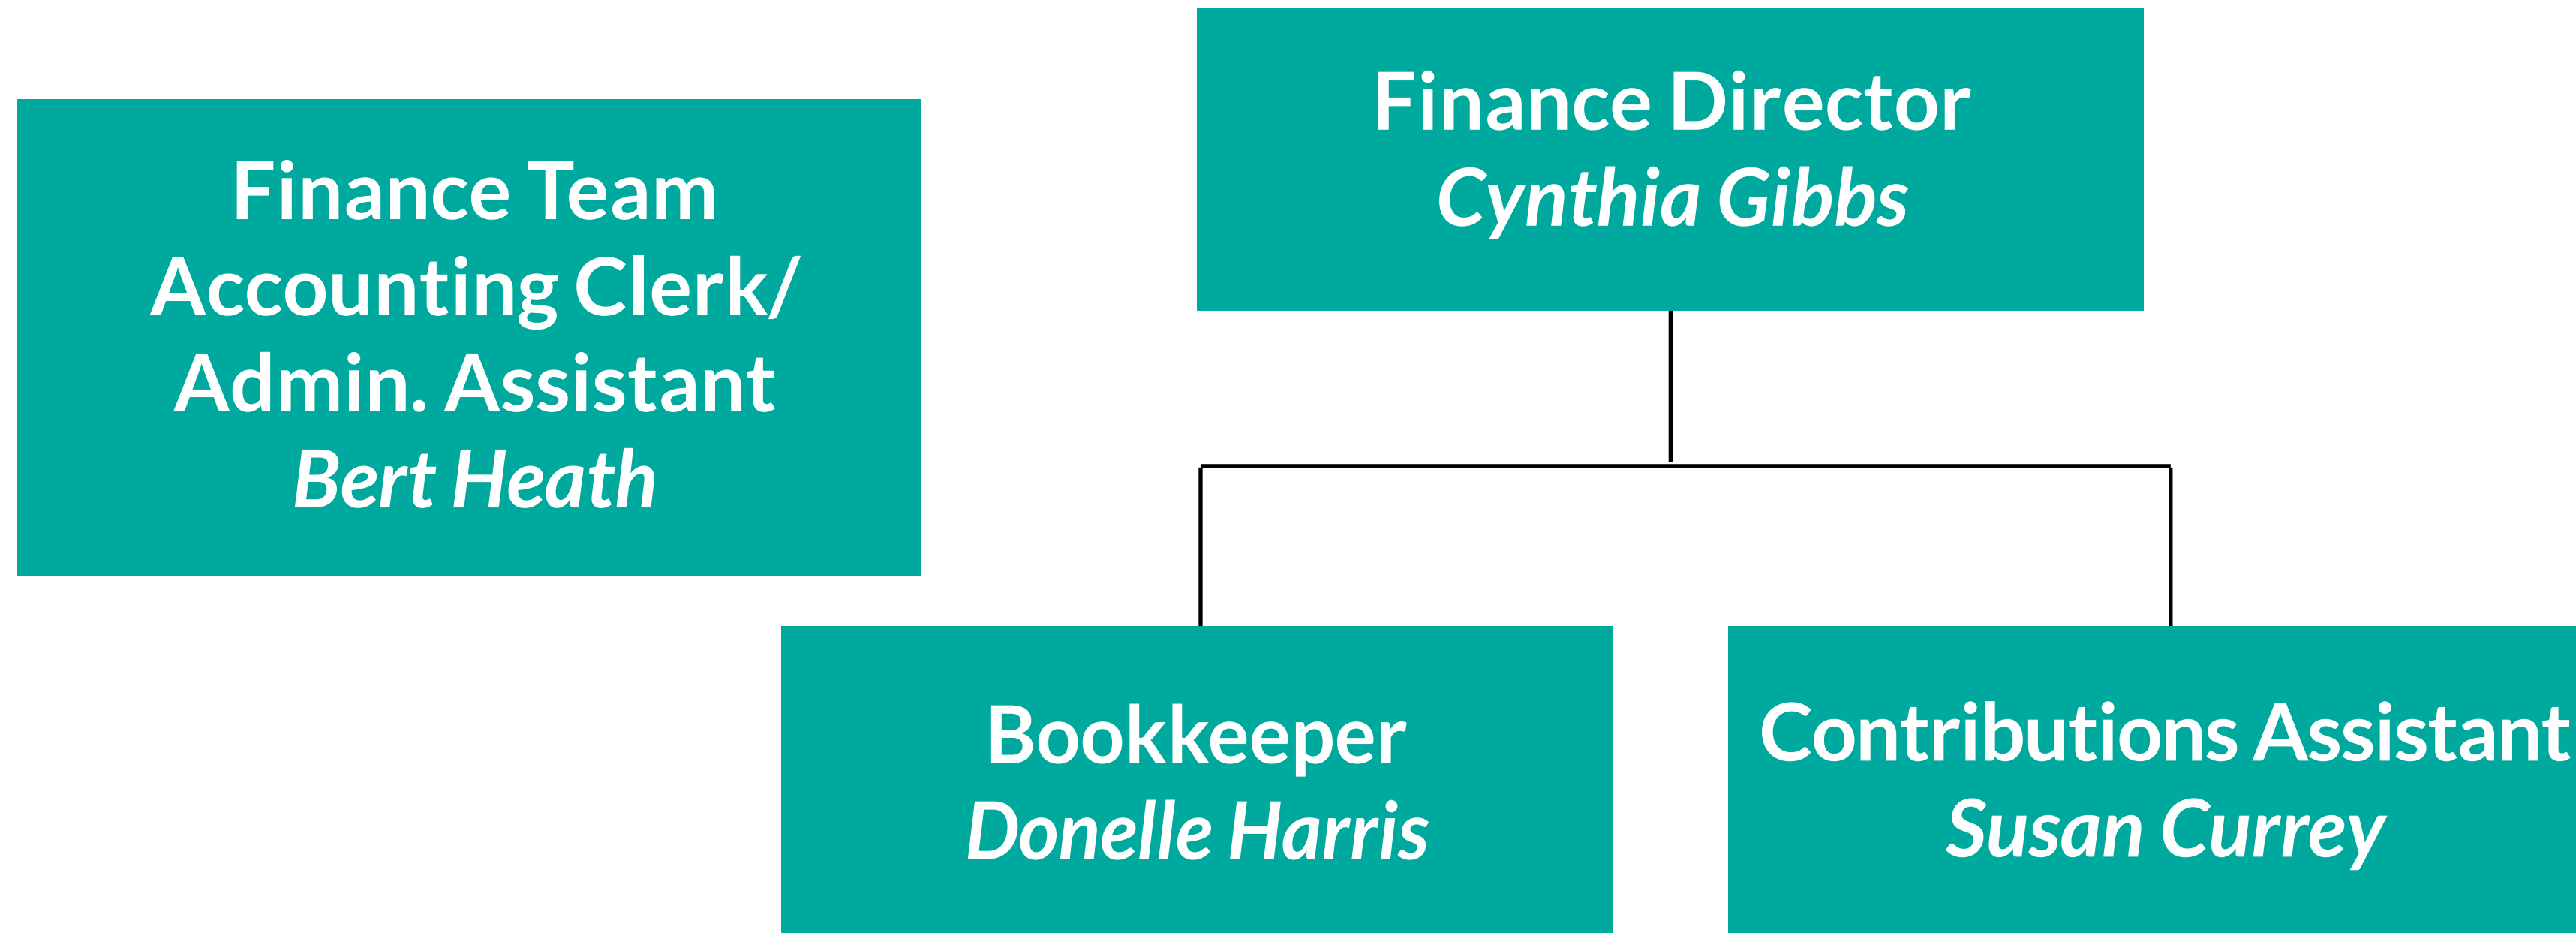 Finance Team
Accounting Clerk/
Admin. Assistant
Bert Heath
Finance Director
Cynthia Gibbs
Bookkeeper
Donelle Harris
Contributions Assistant
Susan Currey